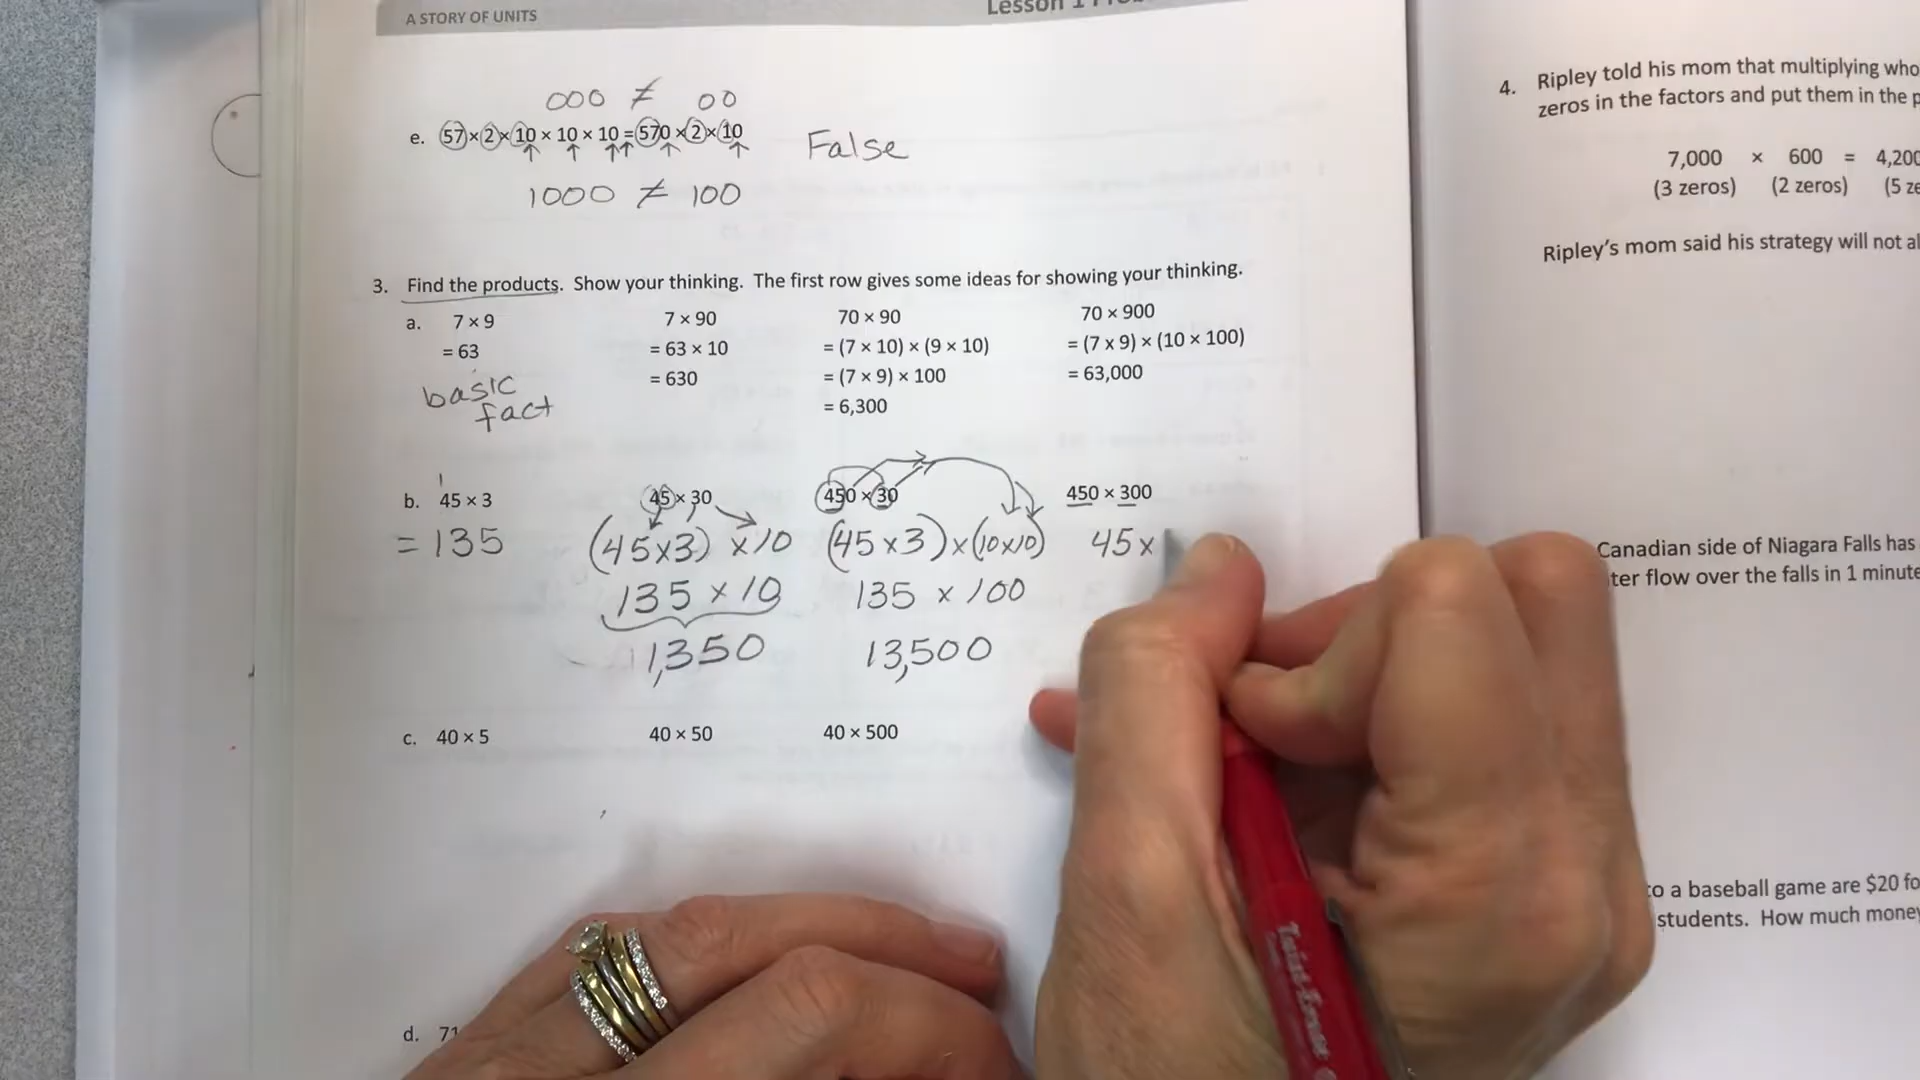 A STORY OF UNITS
Lesson 1
000 ≠ 00
e. 57 × 2 × 10 × 10 × 10 = 570 × 2 × 10 False
1000 ≠ 100
3. Find the products. Show your thinking. The first row gives some ideas for showing your thinking.
a. 7 × 9 7 × 90 70 × 90 70 × 900
= 63 = 63 × 10 = (7 × 10) × (9 × 10) = (7 x 9) × (10 × 100)
basic = 630 = (7 × 9) × 100 = 63,000
fact = 6,300
1
b. 45 × 3 45 × 30 450 × 30 450 × 300
= 135 (45×3) ×10 (45 ×3)×(10×10) 45×
135 × 10 135 × 100
1,350 13,500
c. 40 × 5 40 × 50 40 × 500
d. 71
4. Ripley told his mom that multiplying
zeros in the factors and put them in the
7,000 × 600 = 4,200
(3 zeros) (2 zeros) (5
Ripley's mom said his strategy will not
Canadian side of Niagara Falls has
flow over the falls in 1 minute
to a baseball game are $20
students. How much money
Twist-Erase